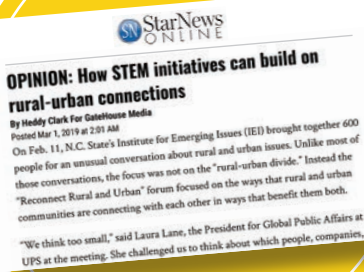 SN StarNews
ONLINE
OPINION: How STEM initiatives can build on
rural-urban connections
By Heddy Clark For GateHouse Media
Posted Mar 1, 2019 at 2:01 AM
On Feb. 11, N.C. State's Institute for Emerging Issues (IEI) brought together 600
people for an unusual conversation about rural and urban issues. Unlike most of
those conversations, the focus was not on the "rural-urban divide." Instead the
"Reconnect Rural and Urban" forum focused on the ways that rural and urban
communities are connecting with each other in ways that benefit them both.
"We think too small," said Laura Lane, the President for Global Public Affairs at
UPS at the meeting. She challenged us to think about which people, companies,